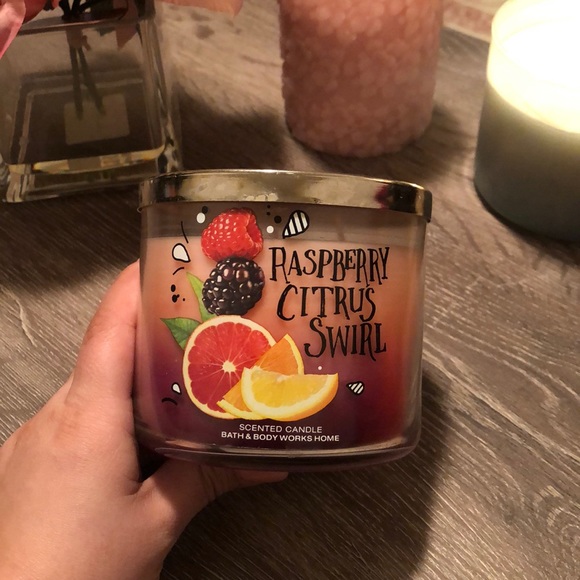 RASPBERRY
CITRUS
SWIRL
SCENTED CANDLE
BATH & BODY WORKS HOME